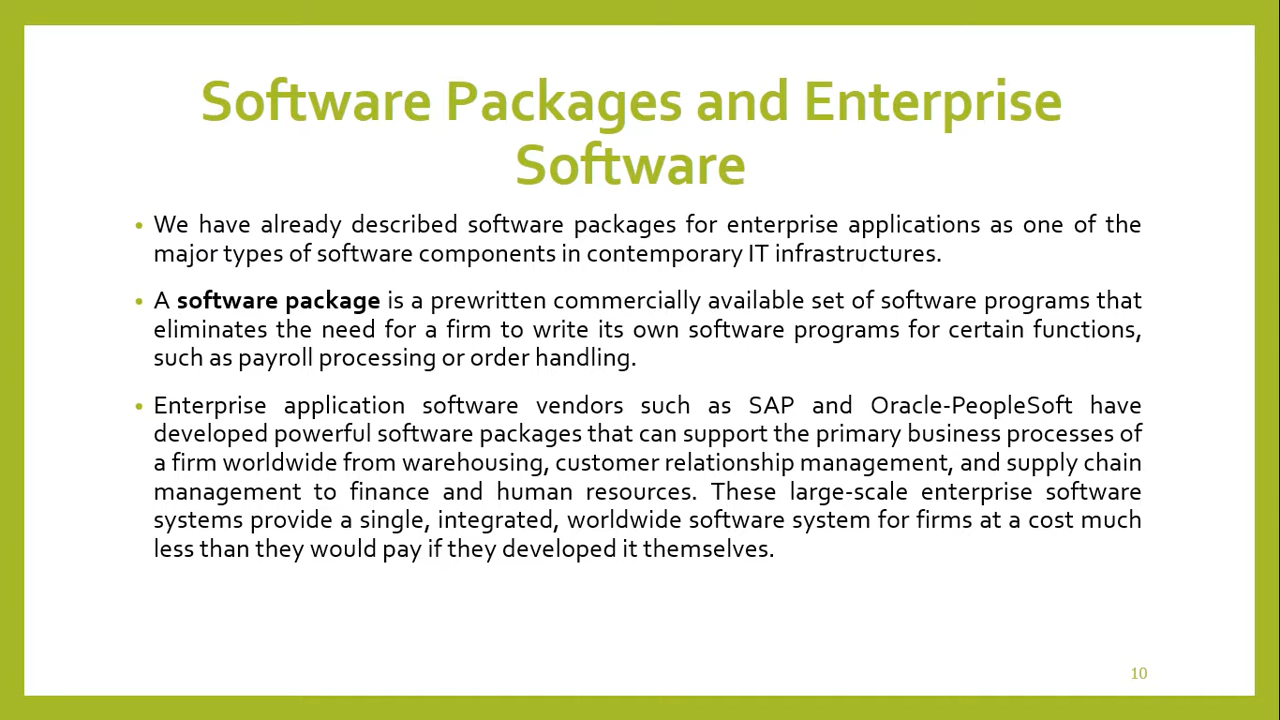 Software Packages and Enterprise
Software
• We have already described software packages for enterprise applications as one of the
major types of software components in contemporary IT infrastructures.
• A software package is a prewritten commercially available set of software programs that
eliminates the need for a firm to write its own software programs for certain functions,
such as payroll processing or order handling.
• Enterprise application software vendors such as SAP and Oracle-PeopleSoft have
developed powerful software packages that can support the primary business processes of
a firm worldwide from warehousing, customer relationship management, and supply chain
management to finance and human resources. These large-scale enterprise software
systems provide a single, integrated, worldwide software system for firms at a cost much
less than they would pay if they developed it themselves.
10